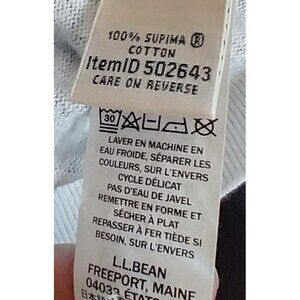 100% SUPIMA ®
COTTON
ItemID 502643
CARE ON REVERSE
30
LAVER EN MACHINE EN
EAU FROIDE, SÉPARER LES
COULEURS, SUR L'ENVERS
CYCLE DÉLICAT
PAS D'EAU DE JAVEL
REMETTRE EN FORME ET
SÉCHER À PLAT
REPASSER À FER TIÈDE SI
BESOIN, SUR L'ENVERS
L.L.BEAN
FREEPORT, MAINE
04033 ÉTATS